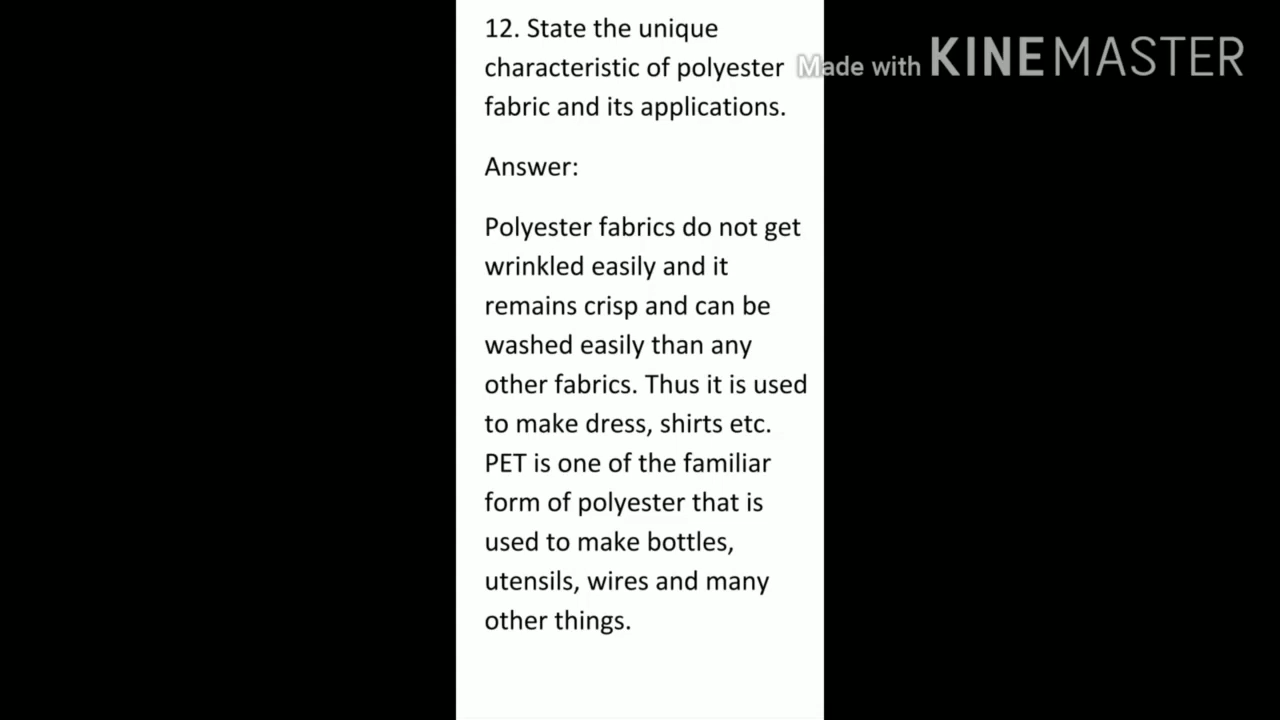 12. State the unique
characteristic of polyester
fabric and its applications.
Made with KINEMASTER
Answer:
Polyester fabrics do not get
wrinkled easily and it
remains crisp and can be
washed easily than any
other fabrics. Thus it is used
to make dress, shirts etc.
PET is one of the familiar
form of polyester that is
used to make bottles,
utensils, wires and many
other things.